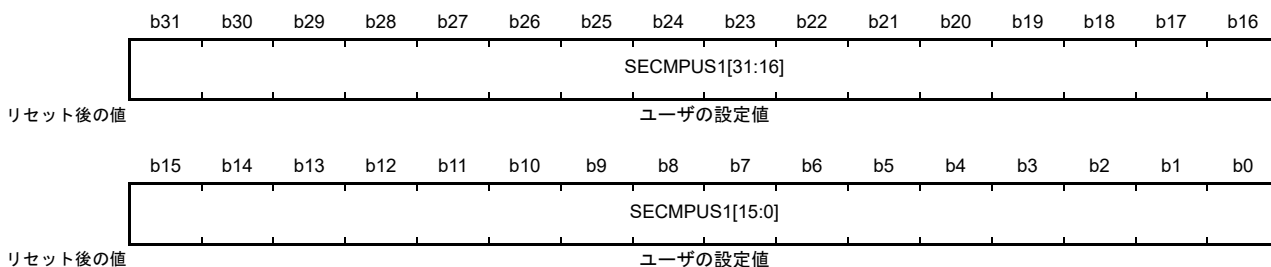 b31 b30 b29 b28 b27 b26 b25 b24 b23 b22 b21 b20 b19 b18 b17 b16
SECMPUS1[31:16]
リセット後の値 ユーザの設定値
b15 b14 b13 b12 b11 b10 b9 b8 b7 b6 b5 b4 b3 b2 b1 b0
SECMPUS1[15:0]
リセット後の値 ユーザの設定値